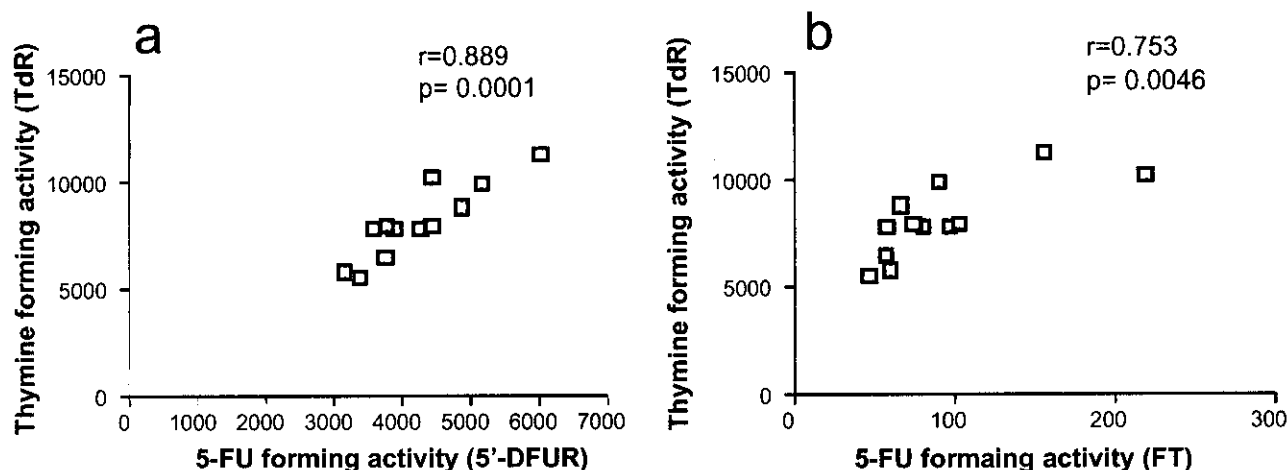 a
r=0.889
p= 0.0001
Thymine forming activity (TdR)
15000
10000
5000
0
0 1000 2000 3000 4000 5000 6000 7000
5-FU forming activity (5'-DFUR)
b
r=0.753
p= 0.0046
Thymine forming activity (TdR)
15000
10000
5000
0
0 100 200 300
5-FU formaing activity (FT)